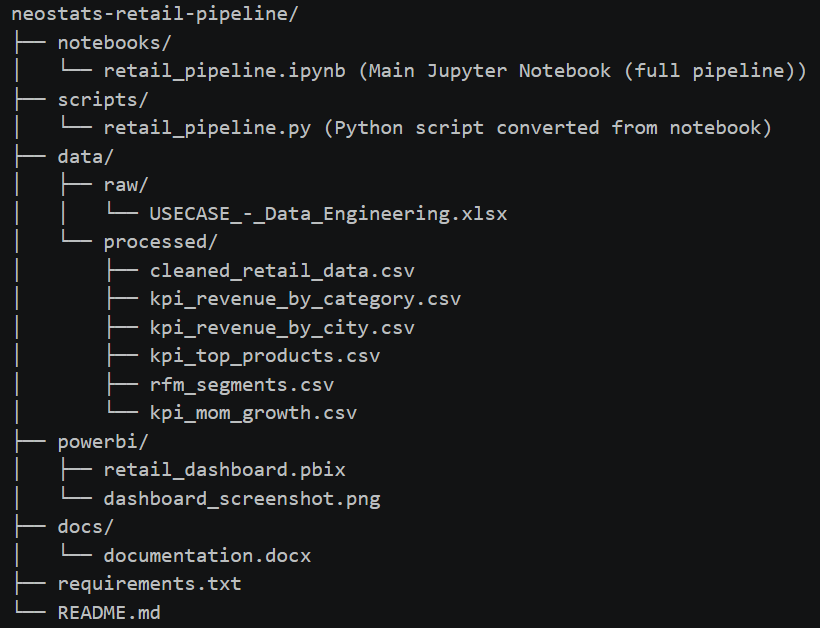 neostats-retail-pipeline/
├── notebooks/
│   └── retail_pipeline.ipynb (Main Jupyter Notebook (full pipeline))
├── scripts/
│   └── retail_pipeline.py (Python script converted from notebook)
├── data/
│   ├── raw/
│   │   └── USECASE_-_Data_Engineering.xlsx
│   └── processed/
│       ├── cleaned_retail_data.csv
│       ├── kpi_revenue_by_category.csv
│       ├── kpi_revenue_by_city.csv
│       ├── kpi_top_products.csv
│       ├── rfm_segments.csv
│       └── kpi_mom_growth.csv
├── powerbi/
│   ├── retail_dashboard.pbix
│   └── dashboard_screenshot.png
├── docs/
│   └── documentation.docx
├── requirements.txt
└── README.md